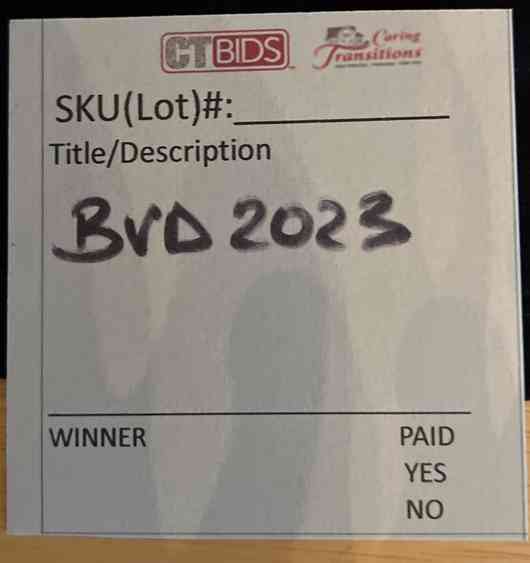 CTBIDS Caring Transitions
SKU(Lot)#:
Title/Description
BVD 2023
WINNER PAID
YES
NO